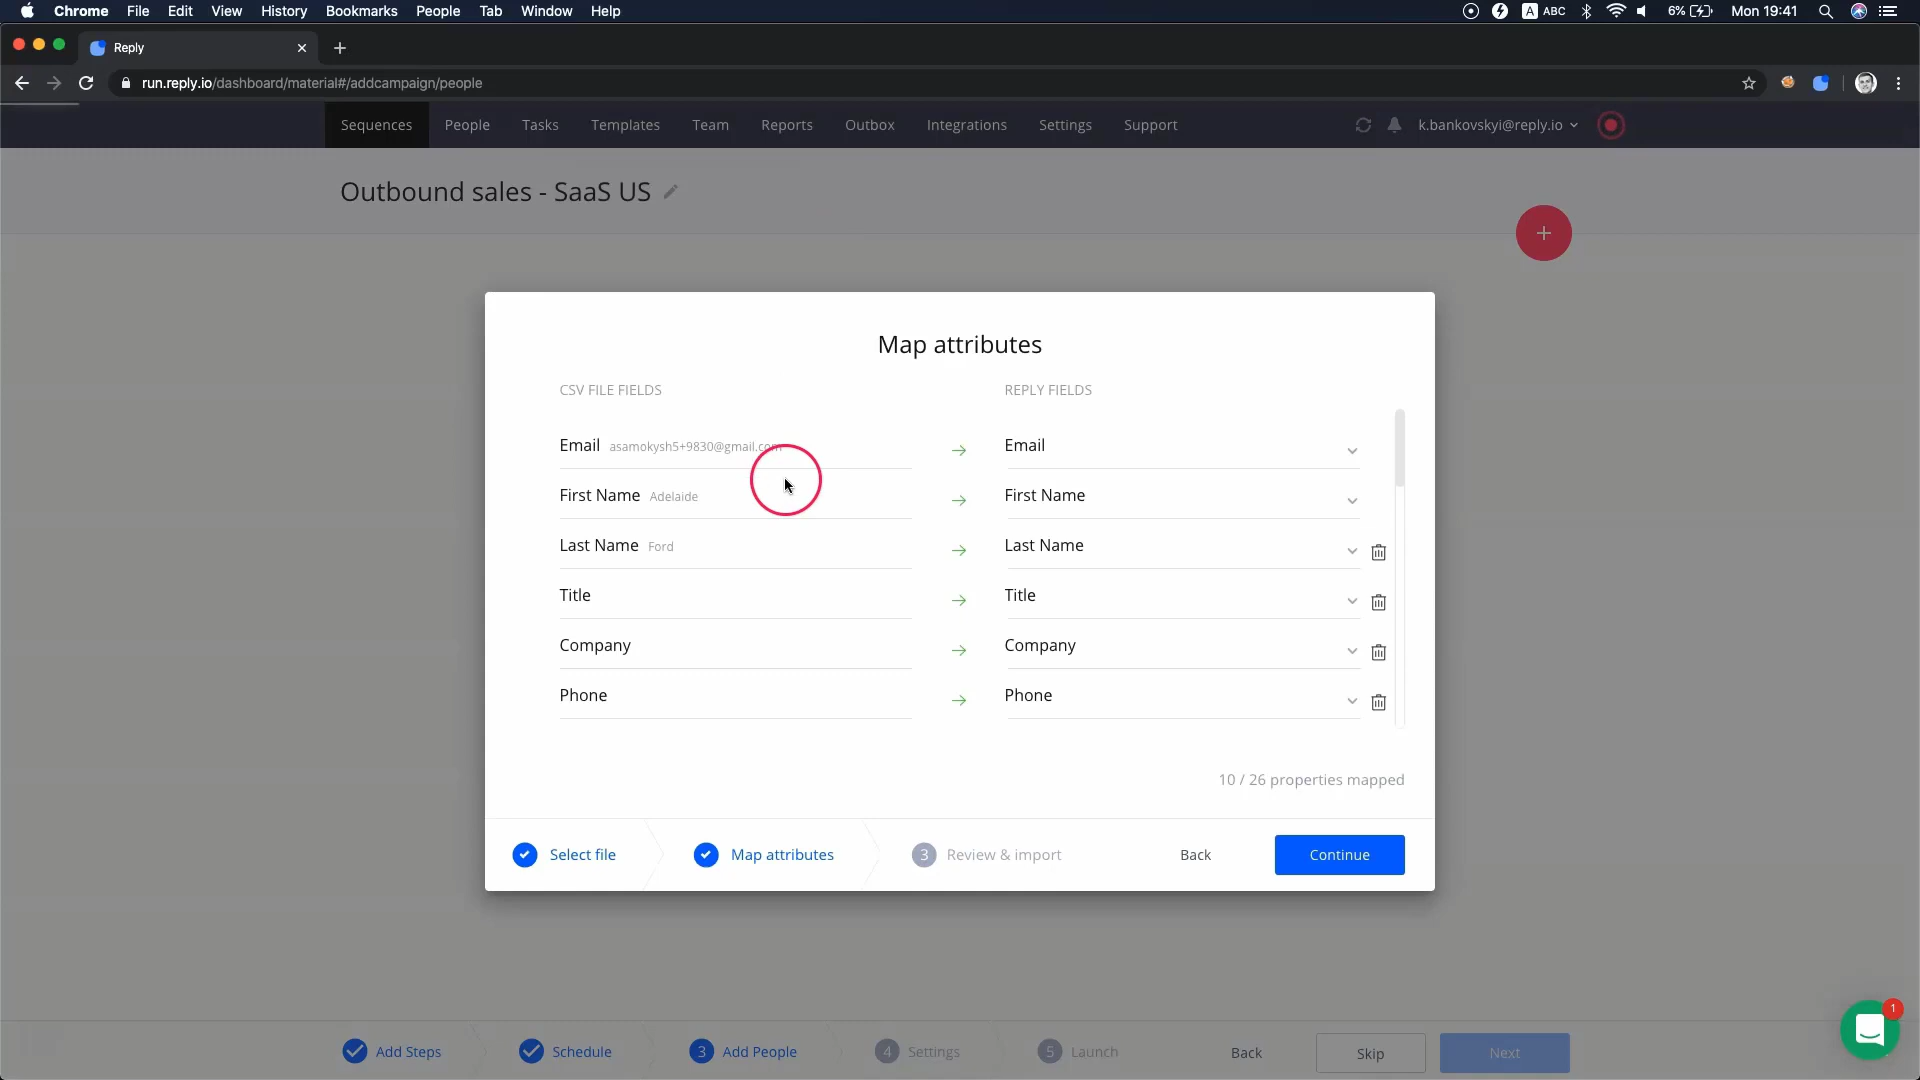 Chrome File Edit View History Bookmarks People Tab Window Help A ABC 6% Mon 19:41
Reply
run.reply.io/dashboard/material#/addcampaign/people
Sequences People Tasks Templates Team Reports Outbox Integrations Settings Support k.bankovskyi@reply.io
Outbound sales - SaaS US
Map attributes
CSV FILE FIELDS REPLY FIELDS
Email asamokysh5+9830@gmail.com Email
First Name Adelaide First Name
Last Name Ford Last Name
Title Title
Company Company
Phone Phone
10 / 26 properties mapped
Select file Map attributes 3 Review & import Back Continue
1
Add Steps Schedule 3 Add People 4 Settings 5 Launch Back Skip Next